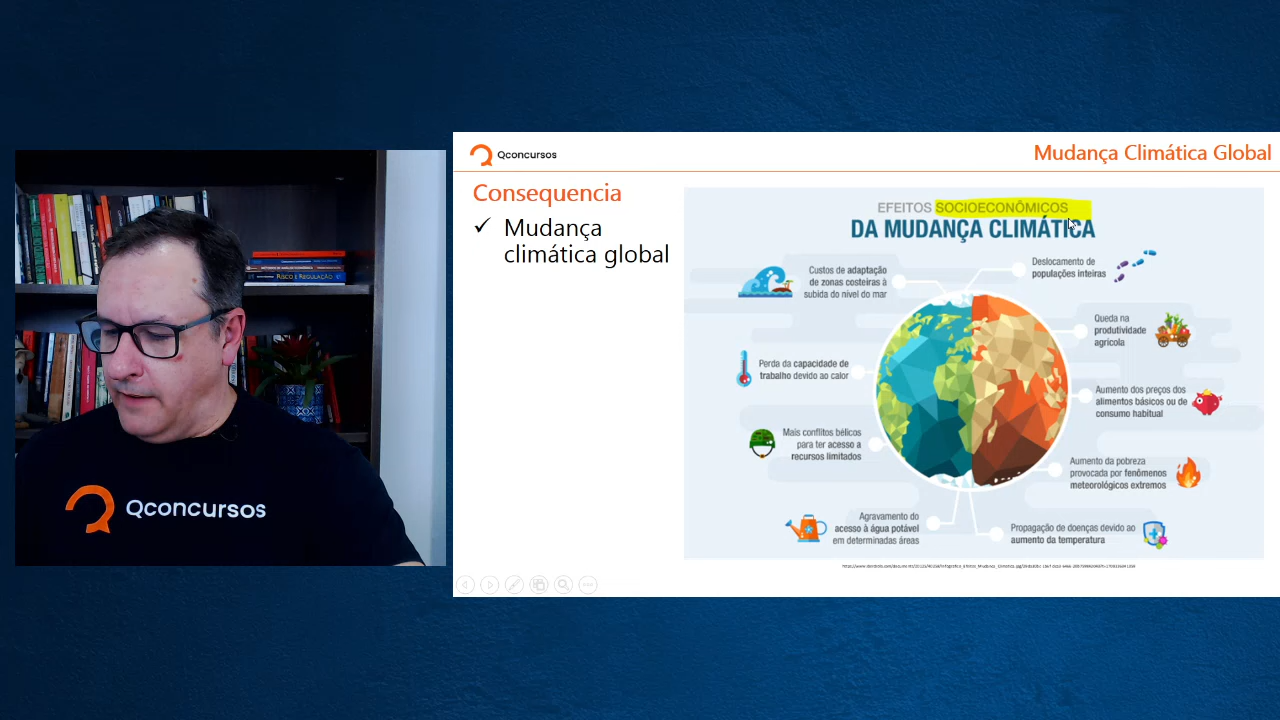 Qconcursos
Mudança Climática Global
Consequencia
✓ Mudança
climática global
EFEITOS SOCIOECONÔMICOS
DA MUDANÇA CLIMÁTICA
Custos de adaptação
de zonas costeiras à
subida do nível do mar
Deslocamento de
populações inteiras
Queda na
produtividade
agrícola
Perda da capacidade de
trabalho devido ao calor
Aumento dos preços dos
alimentos básicos ou de
consumo habitual
Mais conflitos bélicos
para ter acesso a
recursos limitados
Aumento da pobreza
provocada por fenômenos
meteorológicos extremos
Agravamento do
acesso à água potável
em determinadas áreas
Propagação de doenças devido ao
aumento da temperatura
RISCO E REGULAÇÃO
Qconcursos